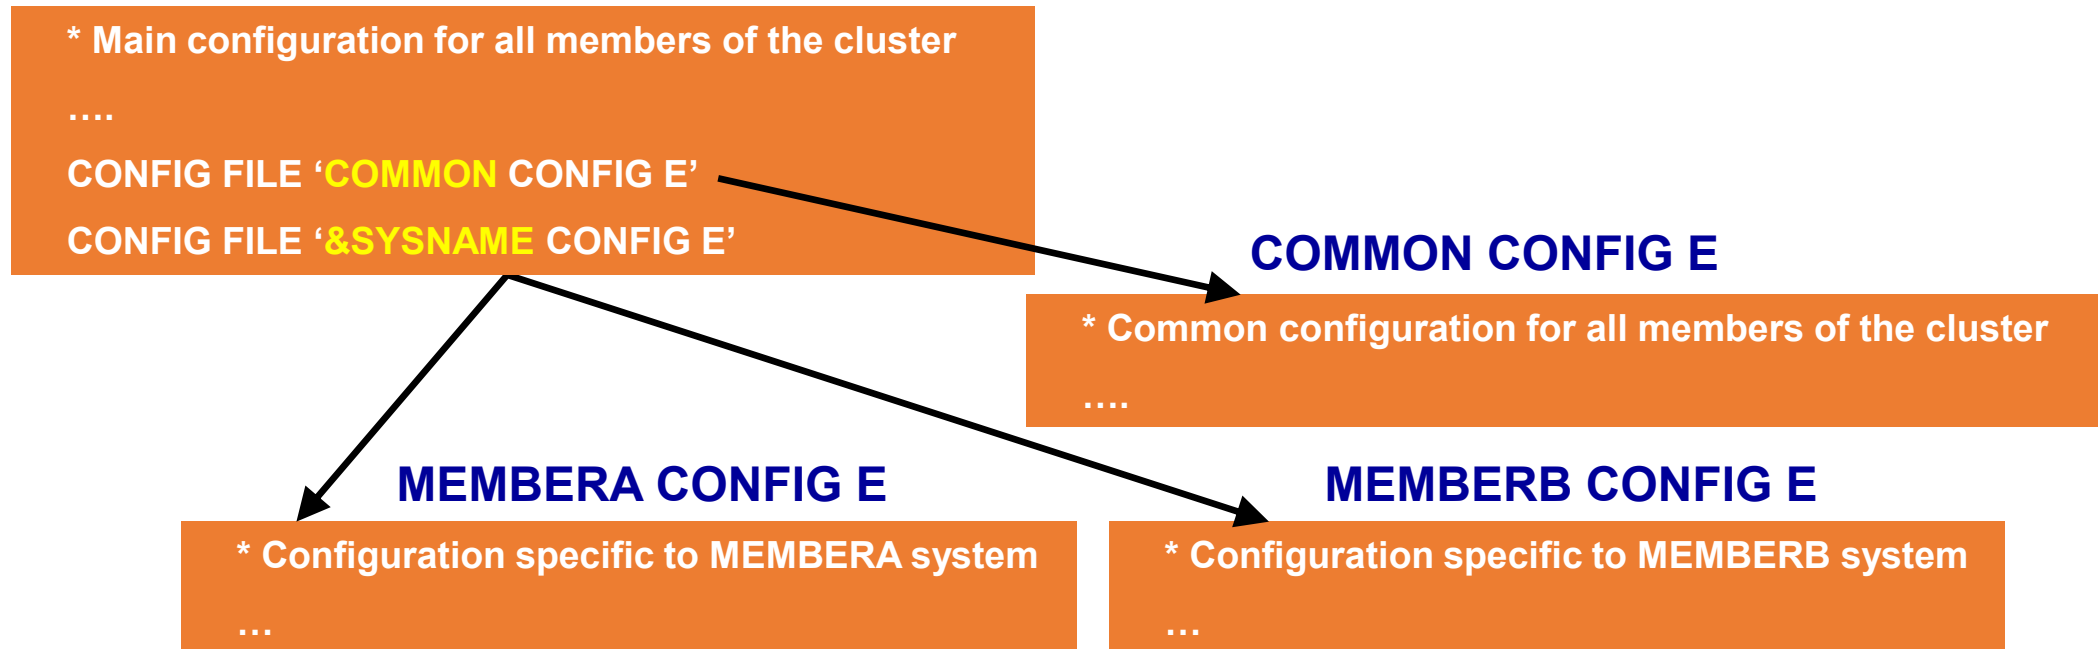 * Main configuration for all members of the cluster
….
CONFIG FILE ‘COMMON CONFIG E’
CONFIG FILE ‘&SYSNAME CONFIG E’
COMMON CONFIG E
* Common configuration for all members of the cluster
….
MEMBERA CONFIG E
* Configuration specific to MEMBERA system
…
MEMBERB CONFIG E
* Configuration specific to MEMBERB system
…